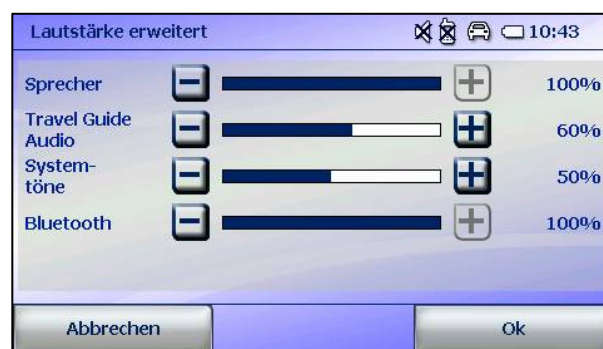 Lautstärke erweitert 10:43
Sprecher 100%
Travel Guide
Audio 60%
System-
töne 50%
Bluetooth 100%
Abbrechen Ok